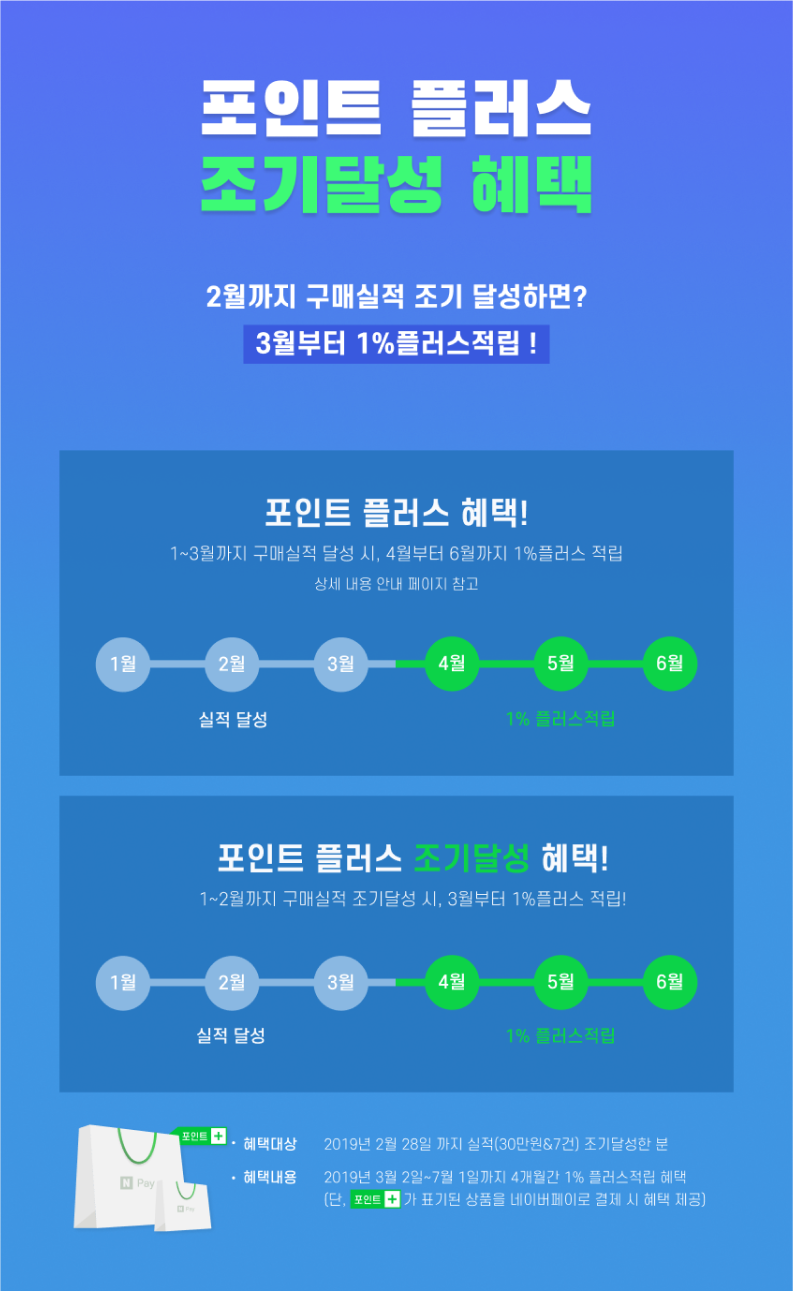 포인트 플러스
조기달성 혜택
2월까지 구매실적 조기 달성하면?
3월부터 1%플러스적립 !
포인트 플러스 혜택!
1~3월까지 구매실적 달성 시, 4월부터 6월까지 1%플러스 적립
상세 내용 안내 페이지 참고
1월 2월 3월 4월 5월 6월
실적 달성 1% 플러스적립
포인트 플러스 조기달성 혜택!
1~2월까지 구매실적 조기달성 시, 3월부터 1%플러스 적립!
1월 2월 3월 4월 5월 6월
실적 달성 1% 플러스적립
포인트 +
N Pay
N Pay
• 혜택대상 2019년 2월 28일 까지 실적(30만원&7건) 조기달성한 분
• 혜택내용 2019년 3월 2일~7월 1일까지 4개월간 1% 플러스적립 혜택
(단, 포인트 + 가 표기된 상품을 네이버페이로 결제 시 혜택 제공)